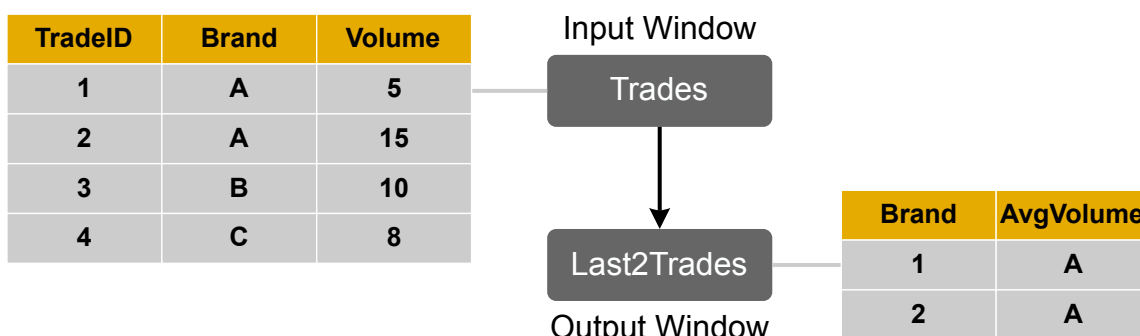 TradeID Brand Volume
1 A 5
2 A 15
3 B 10
4 C 8
Input Window
Trades
Last2Trades
Output Window
Brand AvgVolume
1 A
2 A